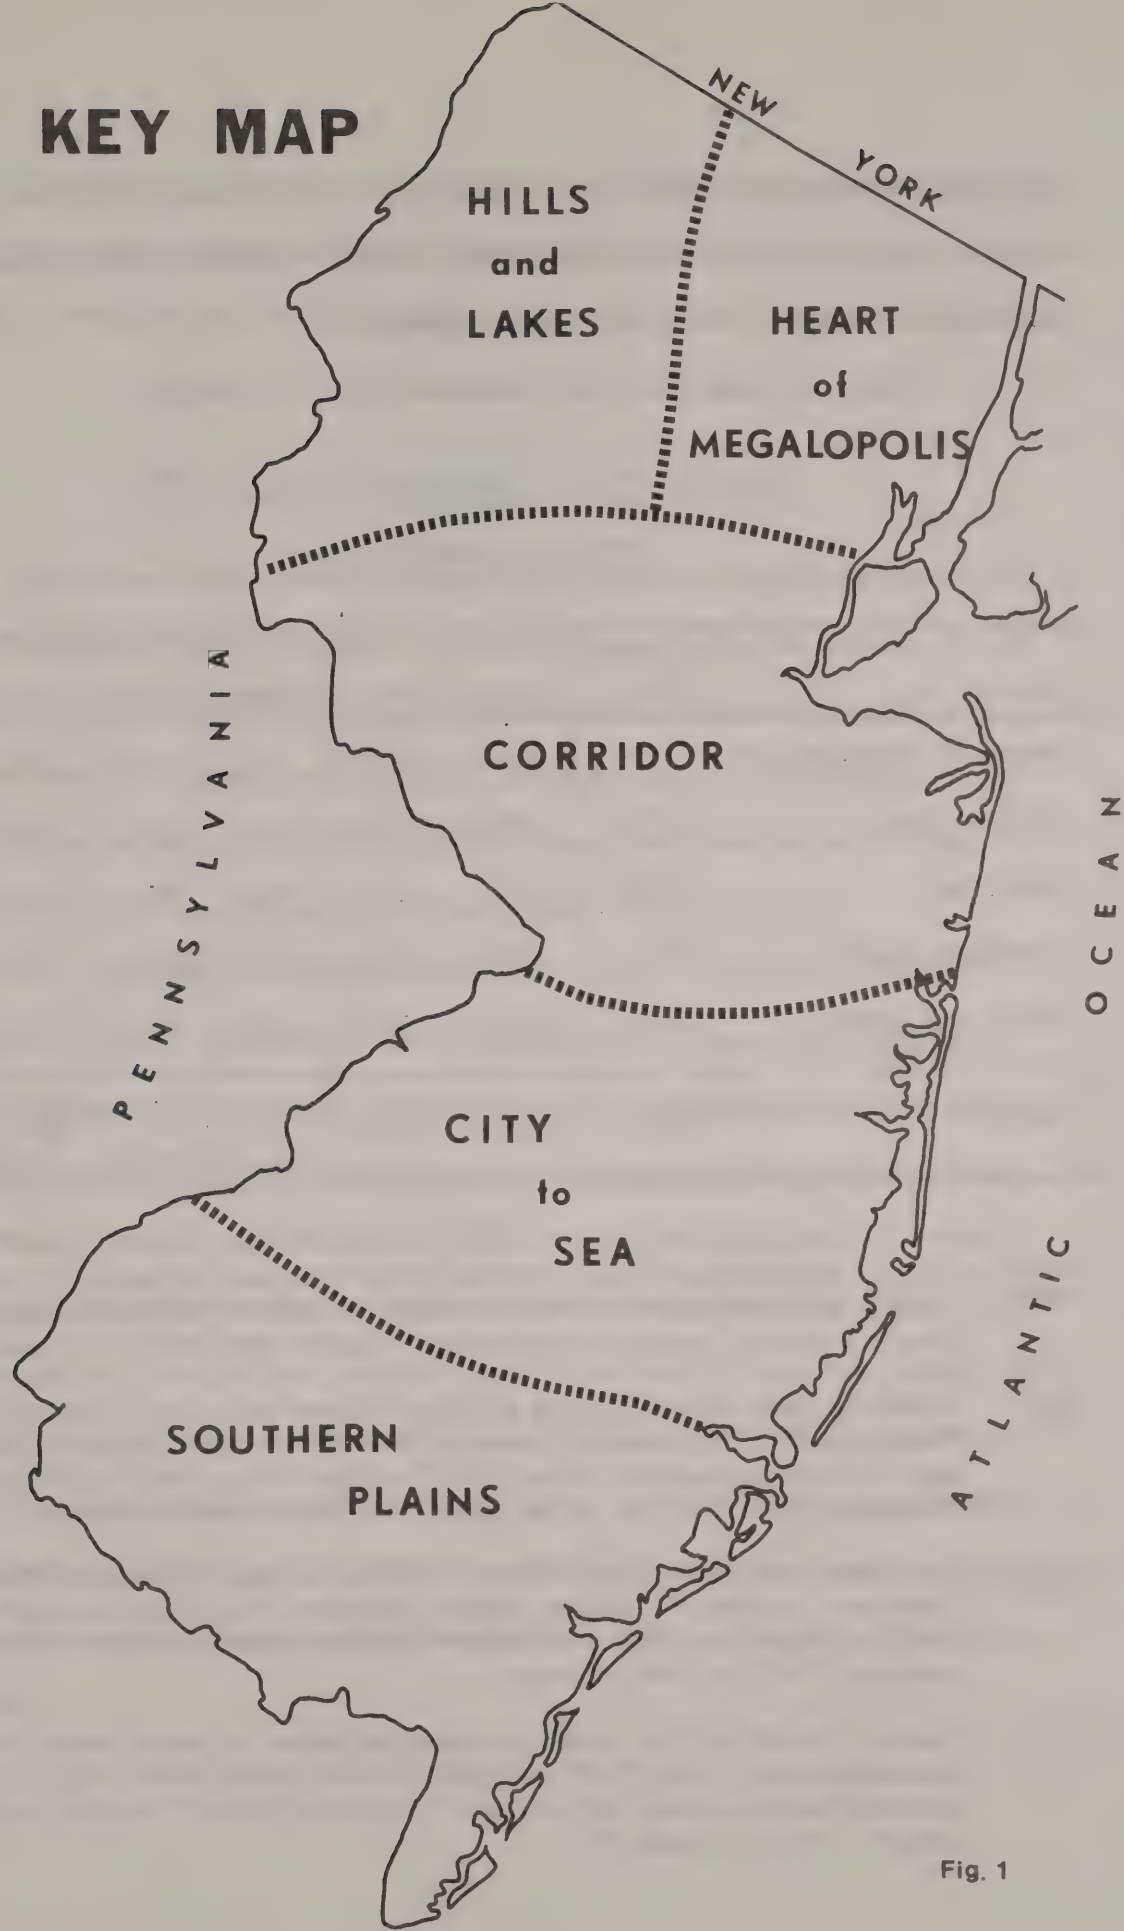 KEY MAP
NEW YORK
HILLS
and
LAKES
HEART
of
MEGALOPOLIS
PENNSYLVANIA
CORRIDOR
ATLANTIC OCEAN
CITY
to
SEA
SOUTHERN
PLAINS
Fig. 1